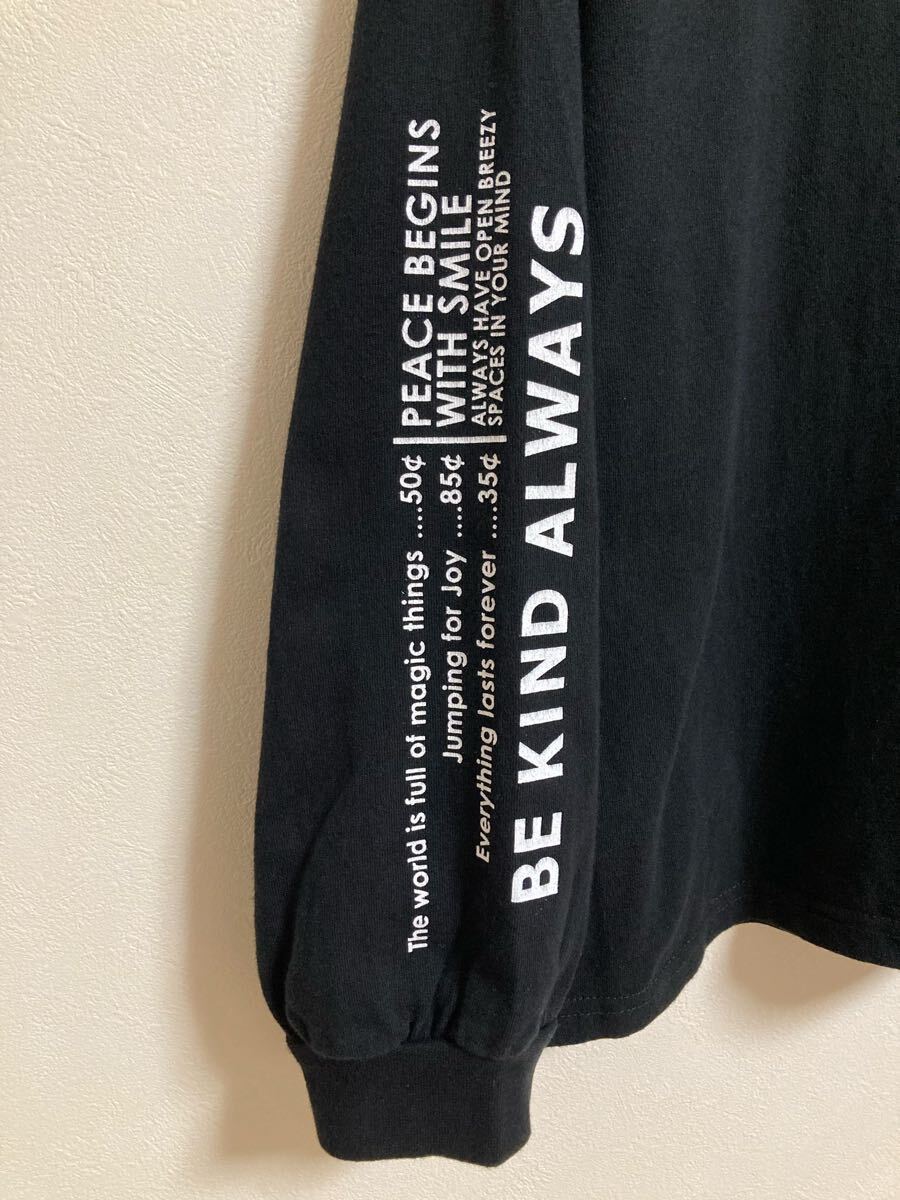 The world is full of magic things .....50¢
Jumping for Joy ....85¢
Everything lasts forever .....35¢
PEACE BEGINS
WITH SMILE
ALWAYS HAVE OPEN BREEZY
SPACES IN YOUR MIND
BE KIND ALWAYS